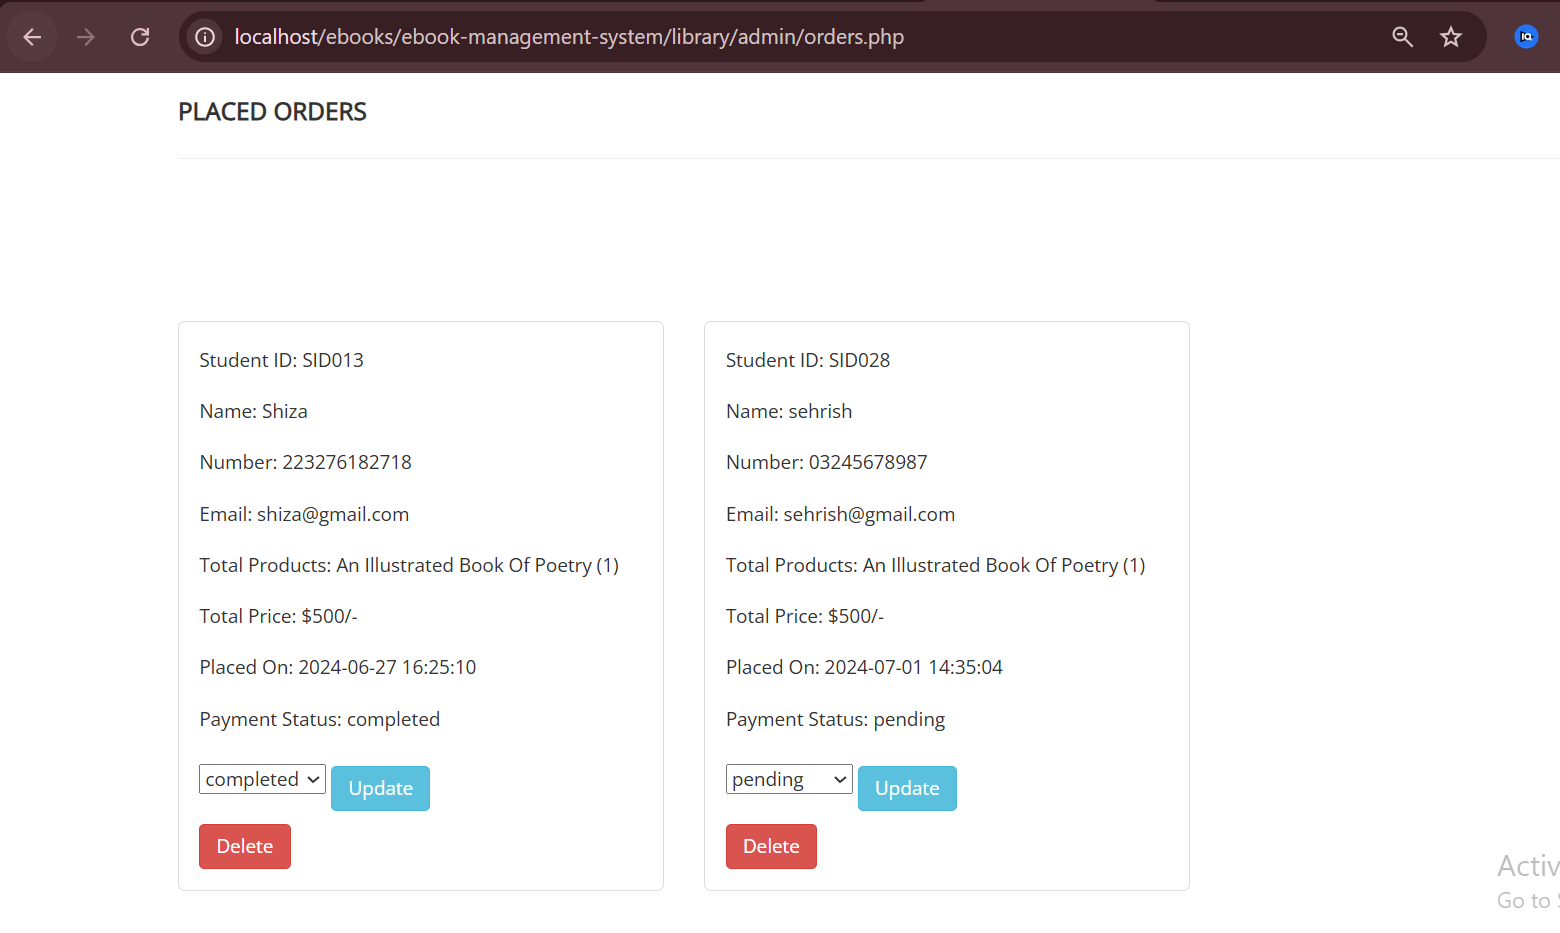 localhost/ebooks/ebook-management-system/library/admin/orders.php
PLACED ORDERS
Student ID: SID013
Name: Shiza
Number: 223276182718
Email: shiza@gmail.com
Total Products: An Illustrated Book Of Poetry (1)
Total Price: $500/-
Placed On: 2024-06-27 16:25:10
Payment Status: completed
completed
Update
Delete
Student ID: SID028
Name: sehrish
Number: 03245678987
Email: sehrish@gmail.com
Total Products: An Illustrated Book Of Poetry (1)
Total Price: $500/-
Placed On: 2024-07-01 14:35:04
Payment Status: pending
pending
Update
Delete
Activ
Go to